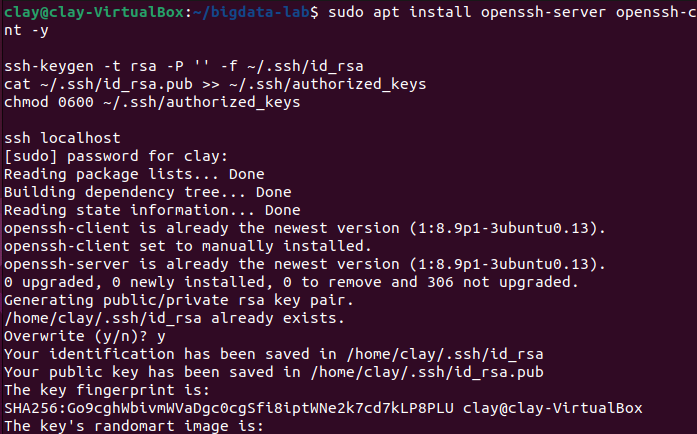 clay@clay-VirtualBox:~/bigdata-lab$ sudo apt install openssh-server openssh-c
nt -y
ssh-keygen -t rsa -P '' -f ~/.ssh/id_rsa
cat ~/.ssh/id_rsa.pub >> ~/.ssh/authorized_keys
chmod 0600 ~/.ssh/authorized_keys
ssh localhost
[sudo] password for clay:
Reading package lists... Done
Building dependency tree... Done
Reading state information... Done
openssh-client is already the newest version (1:8.9p1-3ubuntu0.13).
openssh-client set to manually installed.
openssh-server is already the newest version (1:8.9p1-3ubuntu0.13).
0 upgraded, 0 newly installed, 0 to remove and 306 not upgraded.
Generating public/private rsa key pair.
/home/clay/.ssh/id_rsa already exists.
Overwrite (y/n)? y
Your identification has been saved in /home/clay/.ssh/id_rsa
Your public key has been saved in /home/clay/.ssh/id_rsa.pub
The key fingerprint is:
SHA256:Go9cghWbivmWVaDgc0cgSfi8iptWNe2k7cd7kLP8PLU clay@clay-VirtualBox
The key's randomart image is: